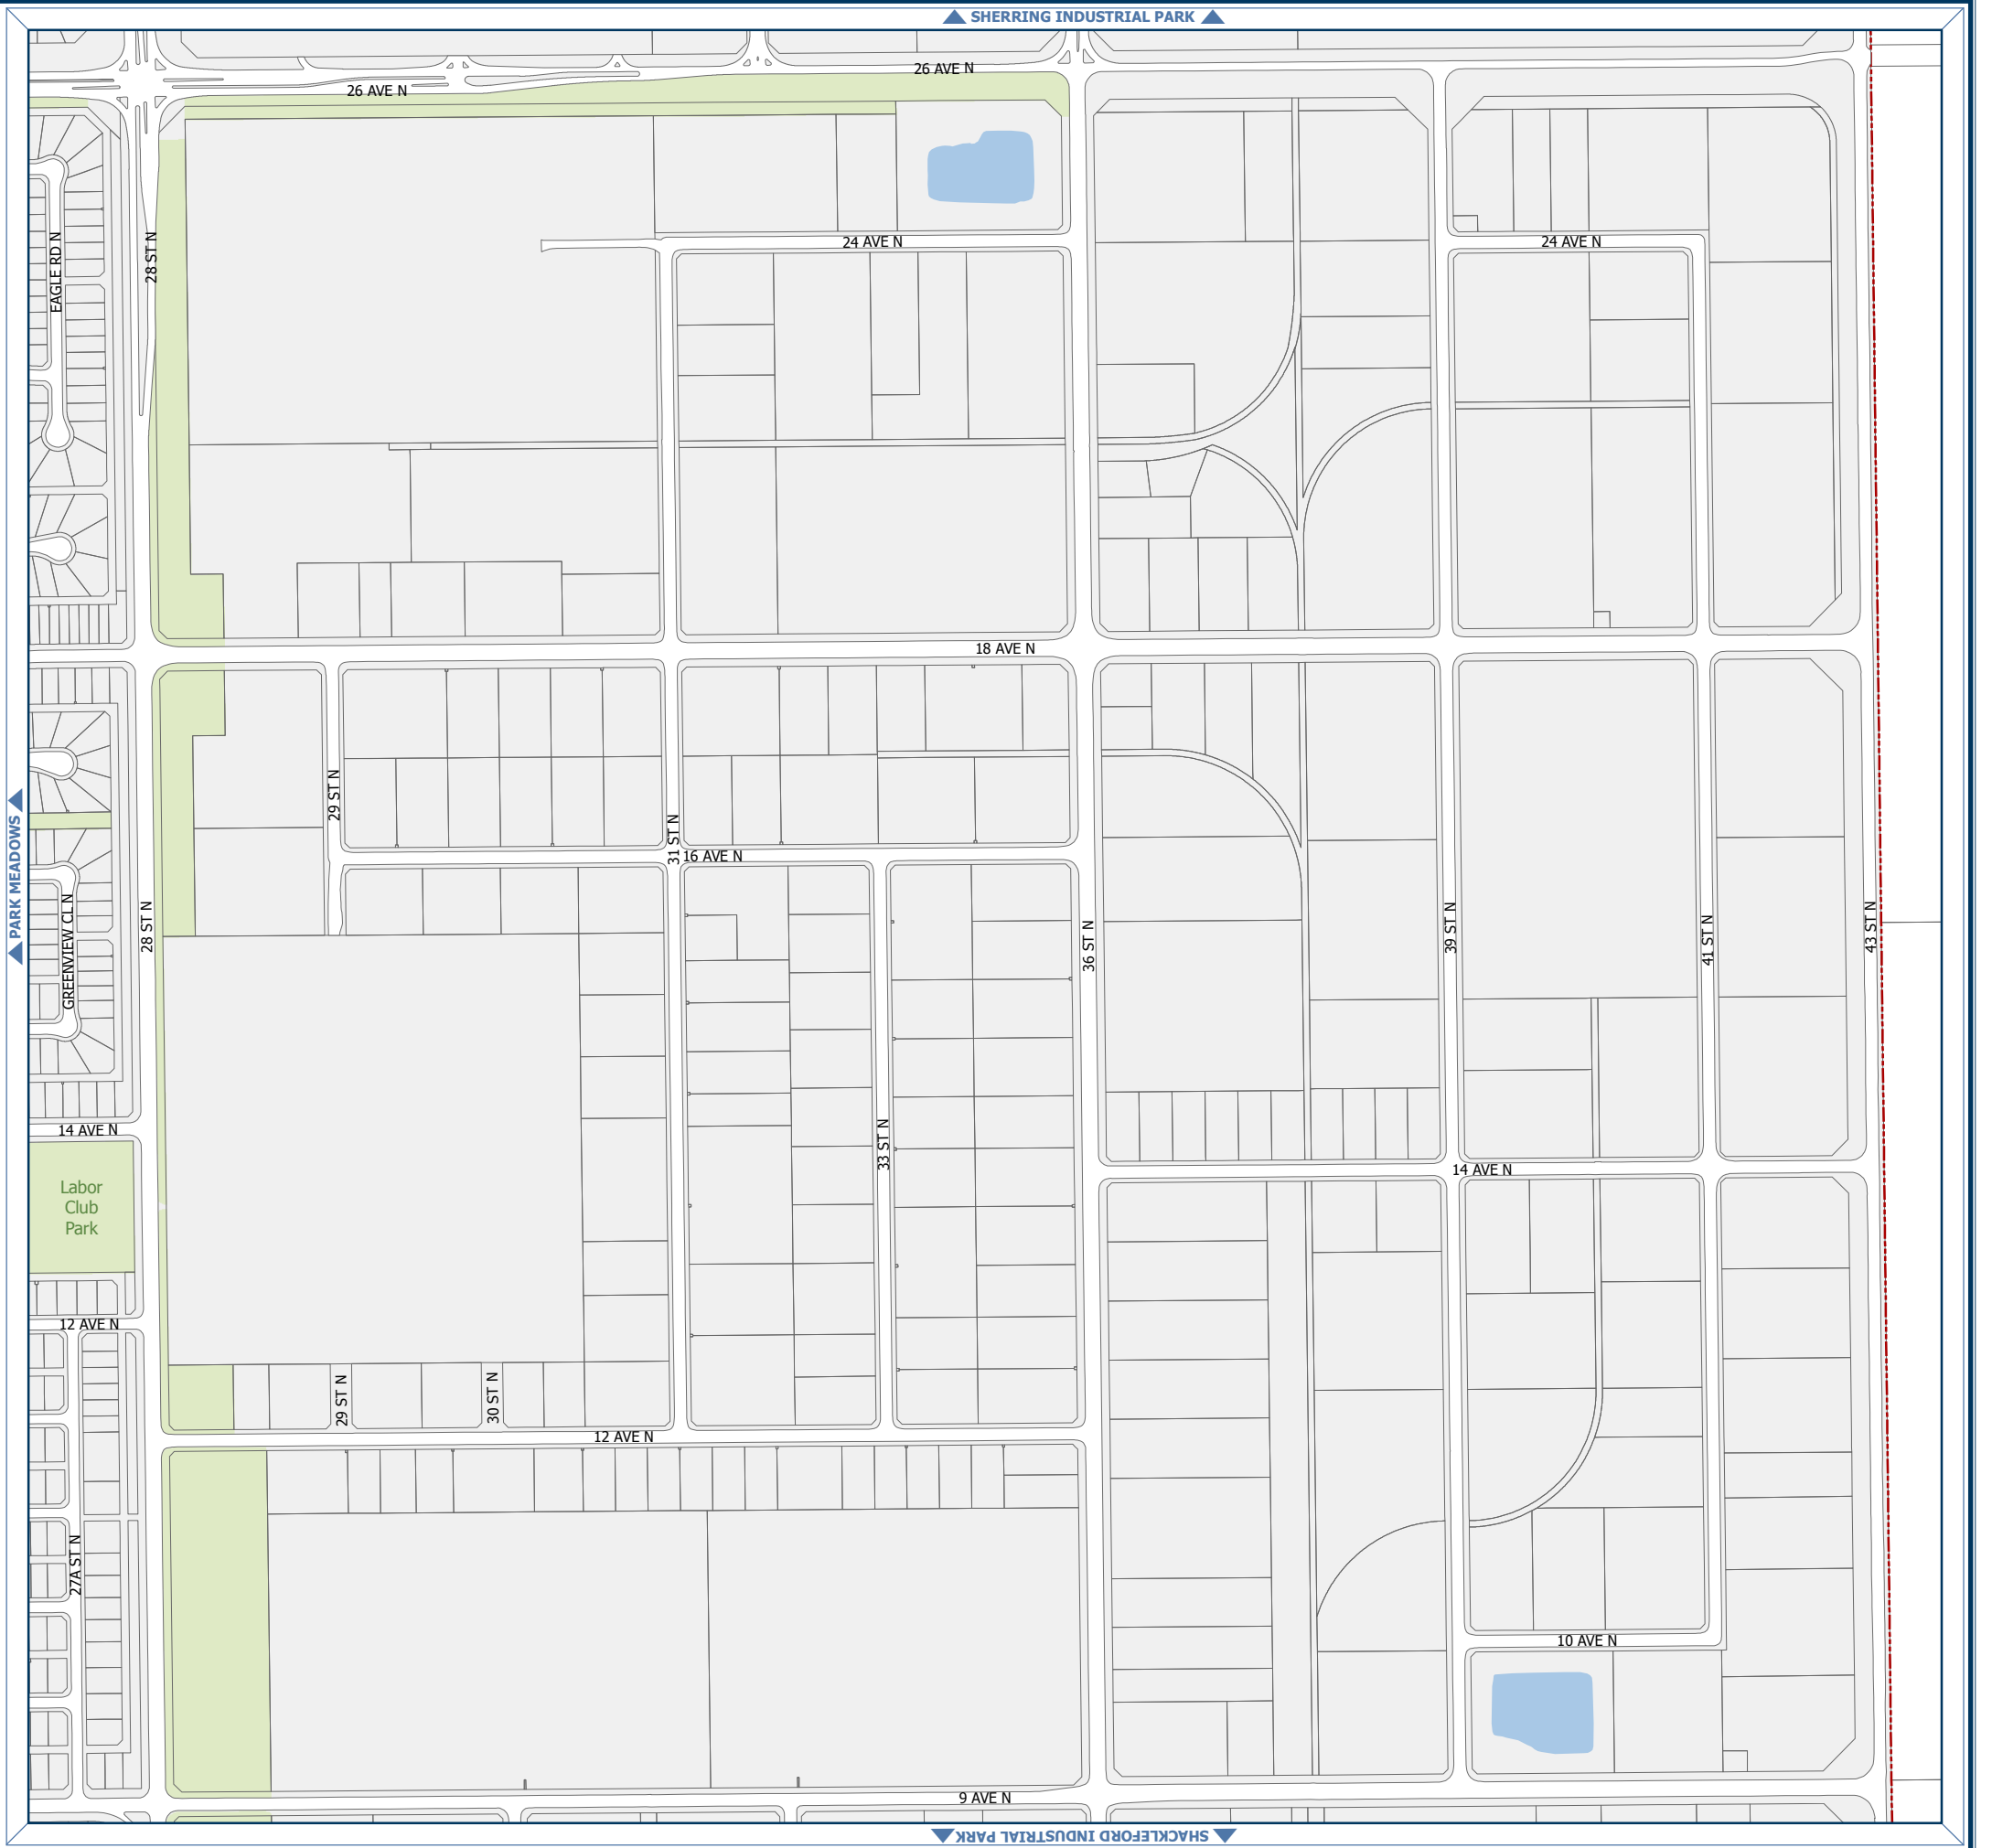 SHERRING INDUSTRIAL PARK
26 AVE N
26 AVE N
24 AVE N
24 AVE N
EAGLE RD N
28 ST N
18 AVE N
29 ST N
31 ST N
16 AVE N
PARK MEADOWS
GREENVIEW CL N
28 ST N
36 ST N
39 ST N
41 ST N
43 ST N
14 AVE N
33 ST N
14 AVE N
Labor
Club
Park
12 AVE N
29 ST N
30 ST N
12 AVE N
27A ST N
10 AVE N
9 AVE N
SHACKLEFORD INDUSTRIAL PARK